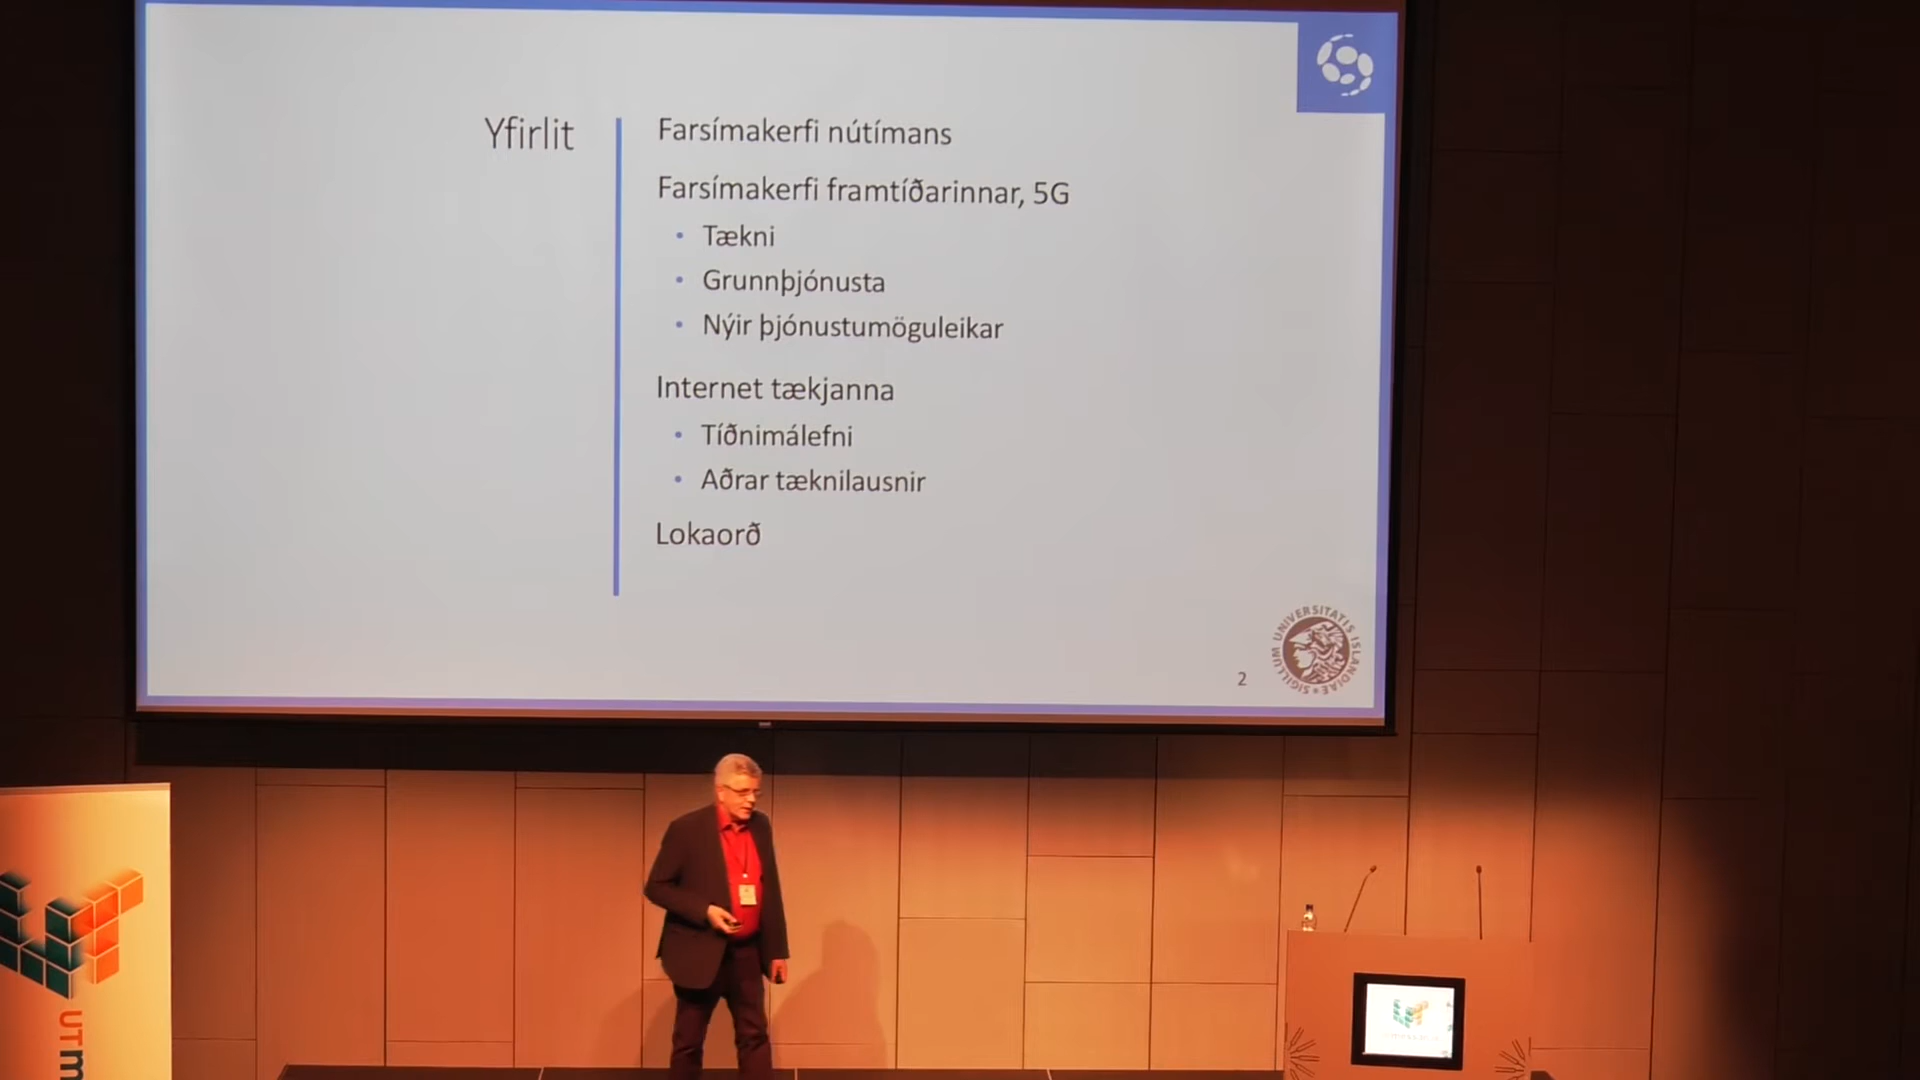 Yfirlit
Farsímakerfi nútímans
Farsímakerfi framtíðarinnar, 5G
• Tækni
• Grunnþjónusta
• Nýir þjónustumöguleikar
Internet tækjanna
• Tíðnimálefni
• Aðrar tæknilausnir
Lokaorð
2
SIGILLUM UNIVERSITATIS ISLANDIAE
UTm